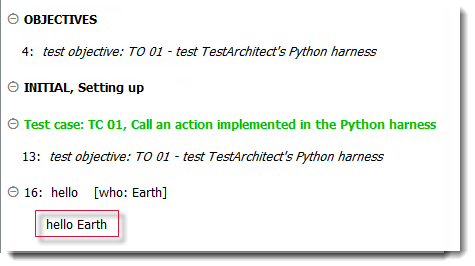 OBJECTIVES
4: test objective: TO 01 - test TestArchitect's Python harness
INITIAL, Setting up
Test case: TC 01, Call an action implemented in the Python harness
13: test objective: TO 01 - test TestArchitect's Python harness
16: hello [who: Earth]
hello Earth